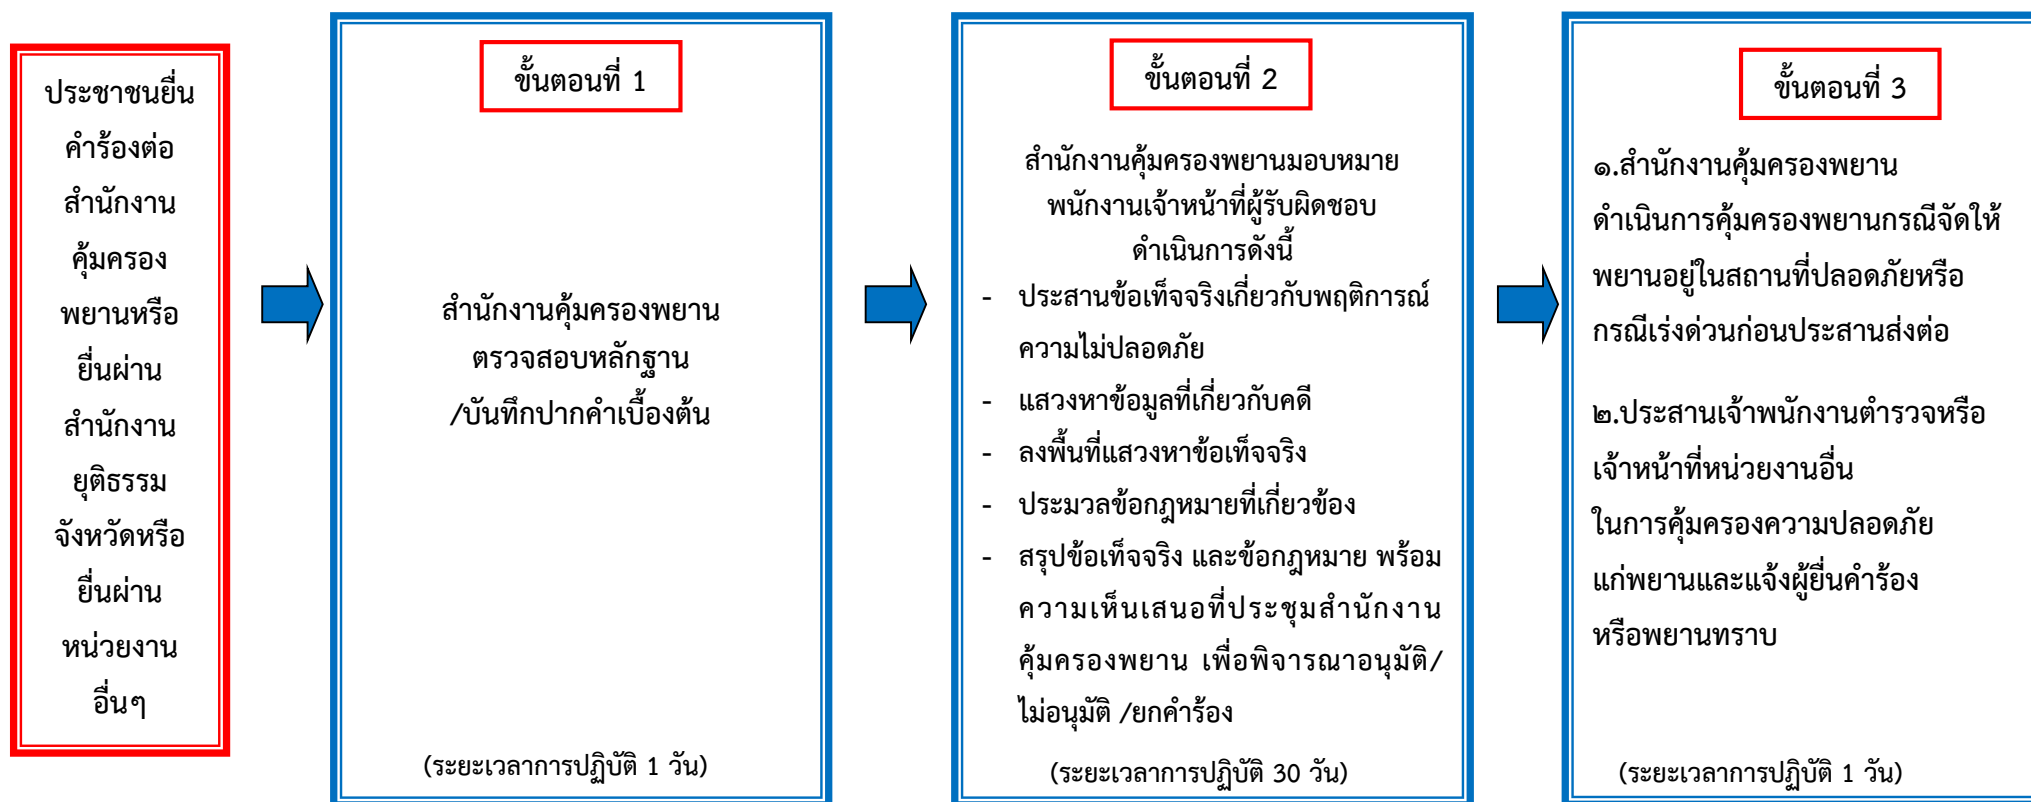 ประชาชนยื่น
คำร้องต่อ
สำนักงาน
คุ้มครอง
พยานหรือ
ยื่นผ่าน
สำนักงาน
ยุติธรรม
จังหวัดหรือ
ยื่นผ่าน
หน่วยงาน
อื่นๆ
ขั้นตอนที่ 1
สำนักงานคุ้มครองพยาน
ตรวจสอบหลักฐาน
/บันทึกปากคำเบื้องต้น
(ระยะเวลาการปฏิบัติ 1 วัน)
ขั้นตอนที่ 2
สำนักงานคุ้มครองพยานมอบหมาย
พนักงานเจ้าหน้าที่ผู้รับผิดชอบ
ดำเนินการดังนี้
- ประสานข้อเท็จจริงเกี่ยวกับพฤติการณ์
ความไม่ปลอดภัย
- แสวงหาข้อมูลที่เกี่ยวกับคดี
- ลงพื้นที่แสวงหาข้อเท็จจริง
- ประมวลข้อกฎหมายที่เกี่ยวข้อง
- สรุปข้อเท็จจริง และข้อกฎหมาย พร้อม
ความเห็นเสนอที่ประชุมสำนักงาน
คุ้มครองพยาน เพื่อพิจารณาอนุมัติ/
ไม่อนุมัติ /ยกคำร้อง
(ระยะเวลาการปฏิบัติ 30 วัน)
ขั้นตอนที่ 3
๑.สำนักงานคุ้มครองพยาน
ดำเนินการคุ้มครองพยานกรณีจัดให้
พยานอยู่ในสถานที่ปลอดภัยหรือ
กรณีเร่งด่วนก่อนประสานส่งต่อ
๒.ประสานเจ้าพนักงานตำรวจหรือ
เจ้าหน้าที่หน่วยงานอื่น
ในการคุ้มครองความปลอดภัย
แก่พยานและแจ้งผู้ยื่นคำร้อง
หรือพยานทราบ
(ระยะเวลาการปฏิบัติ 1 วัน)